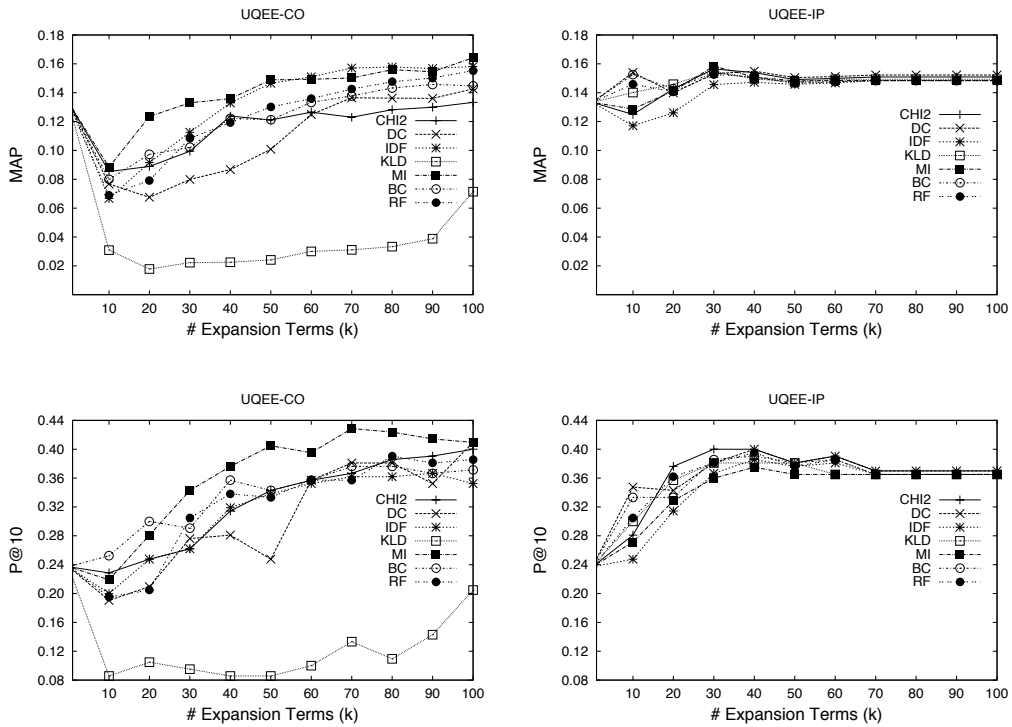 UQEE-CO
MAP
0.18
0.16
0.14
0.12
0.10
0.08
0.06
0.04
0.02
10 20 30 40 50 60 70 80 90 100
# Expansion Terms (k)
CHI2
DC
IDF
KLD
MI
BC
RF
UQEE-IP
MAP
0.18
0.16
0.14
0.12
0.10
0.08
0.06
0.04
0.02
10 20 30 40 50 60 70 80 90 100
# Expansion Terms (k)
CHI2
DC
IDF
KLD
MI
BC
RF
UQEE-CO
P@10
0.44
0.40
0.36
0.32
0.28
0.24
0.20
0.16
0.12
0.08
10 20 30 40 50 60 70 80 90 100
# Expansion Terms (k)
CHI2
DC
IDF
KLD
MI
BC
RF
UQEE-IP
P@10
0.44
0.40
0.36
0.32
0.28
0.24
0.20
0.16
0.12
0.08
10 20 30 40 50 60 70 80 90 100
# Expansion Terms (k)
CHI2
DC
IDF
KLD
MI
BC
RF